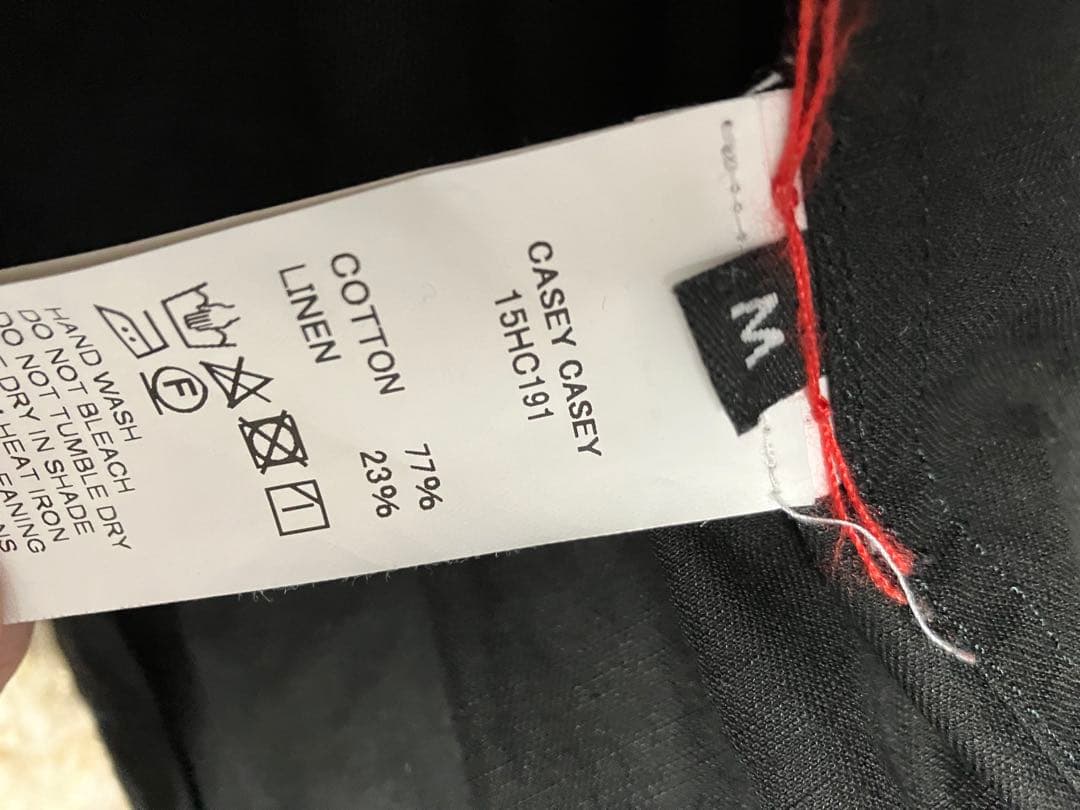 M
CASEY CASEY
15HC191
COTTON 77%
LINEN 23%
F
HAND WASH
DO NOT BLEACH
DO NOT TUMBLE DRY
DRY IN SHADE
HEAT IRON